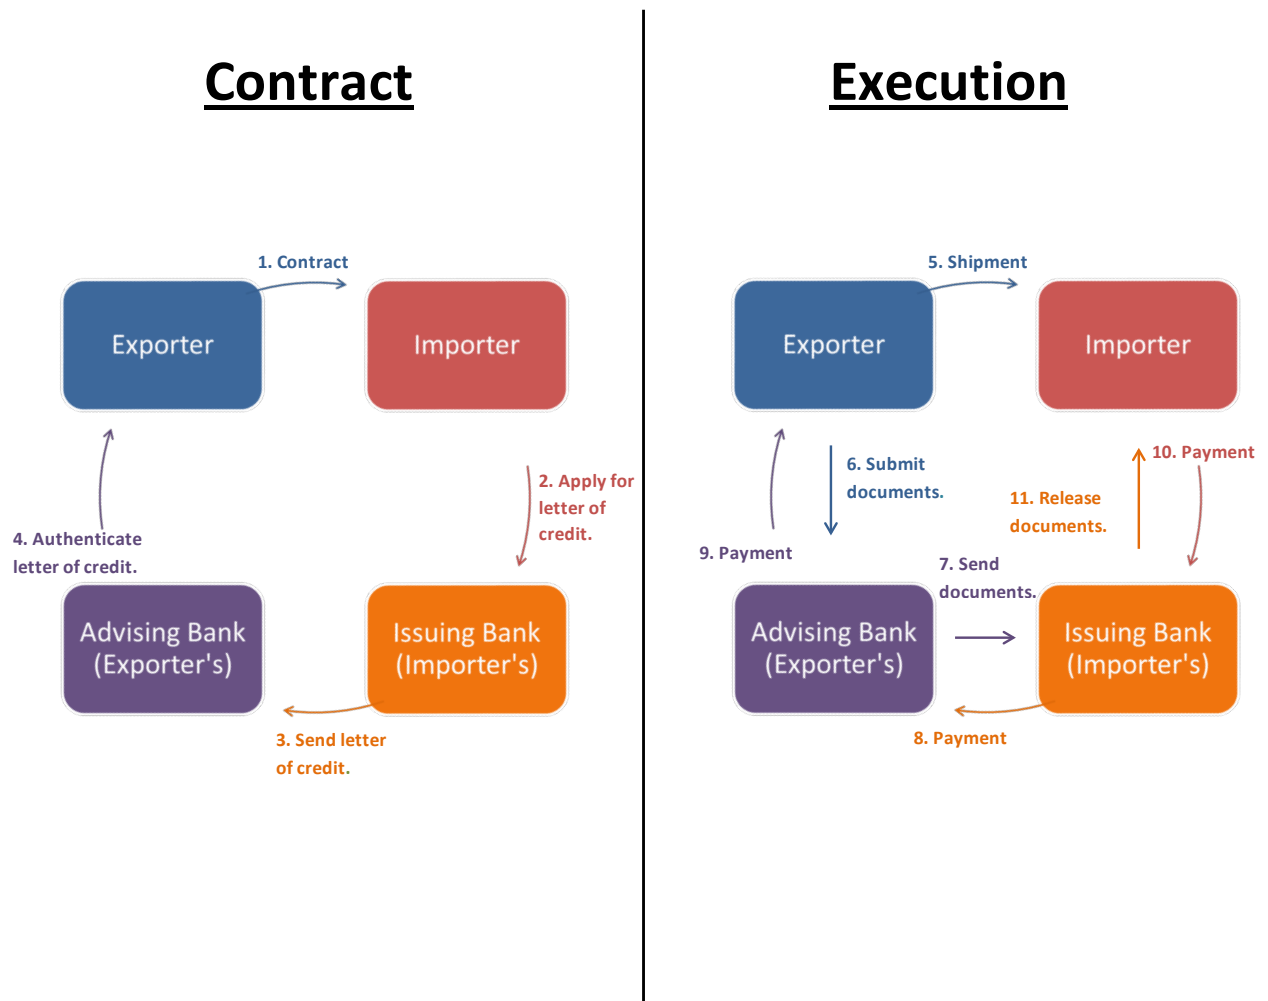 Contract
1. Contract
Exporter
Importer
2. Apply for
letter of
credit.
4. Authenticate
letter of credit.
Advising Bank
(Exporter's)
Issuing Bank
(Importer's)
3. Send letter
of credit.
Execution
5. Shipment
Exporter
Importer
6. Submit
documents.
10. Payment
11. Release
documents.
9. Payment
7. Send
documents.
Advising Bank
(Exporter's)
Issuing Bank
(Importer's)
8. Payment